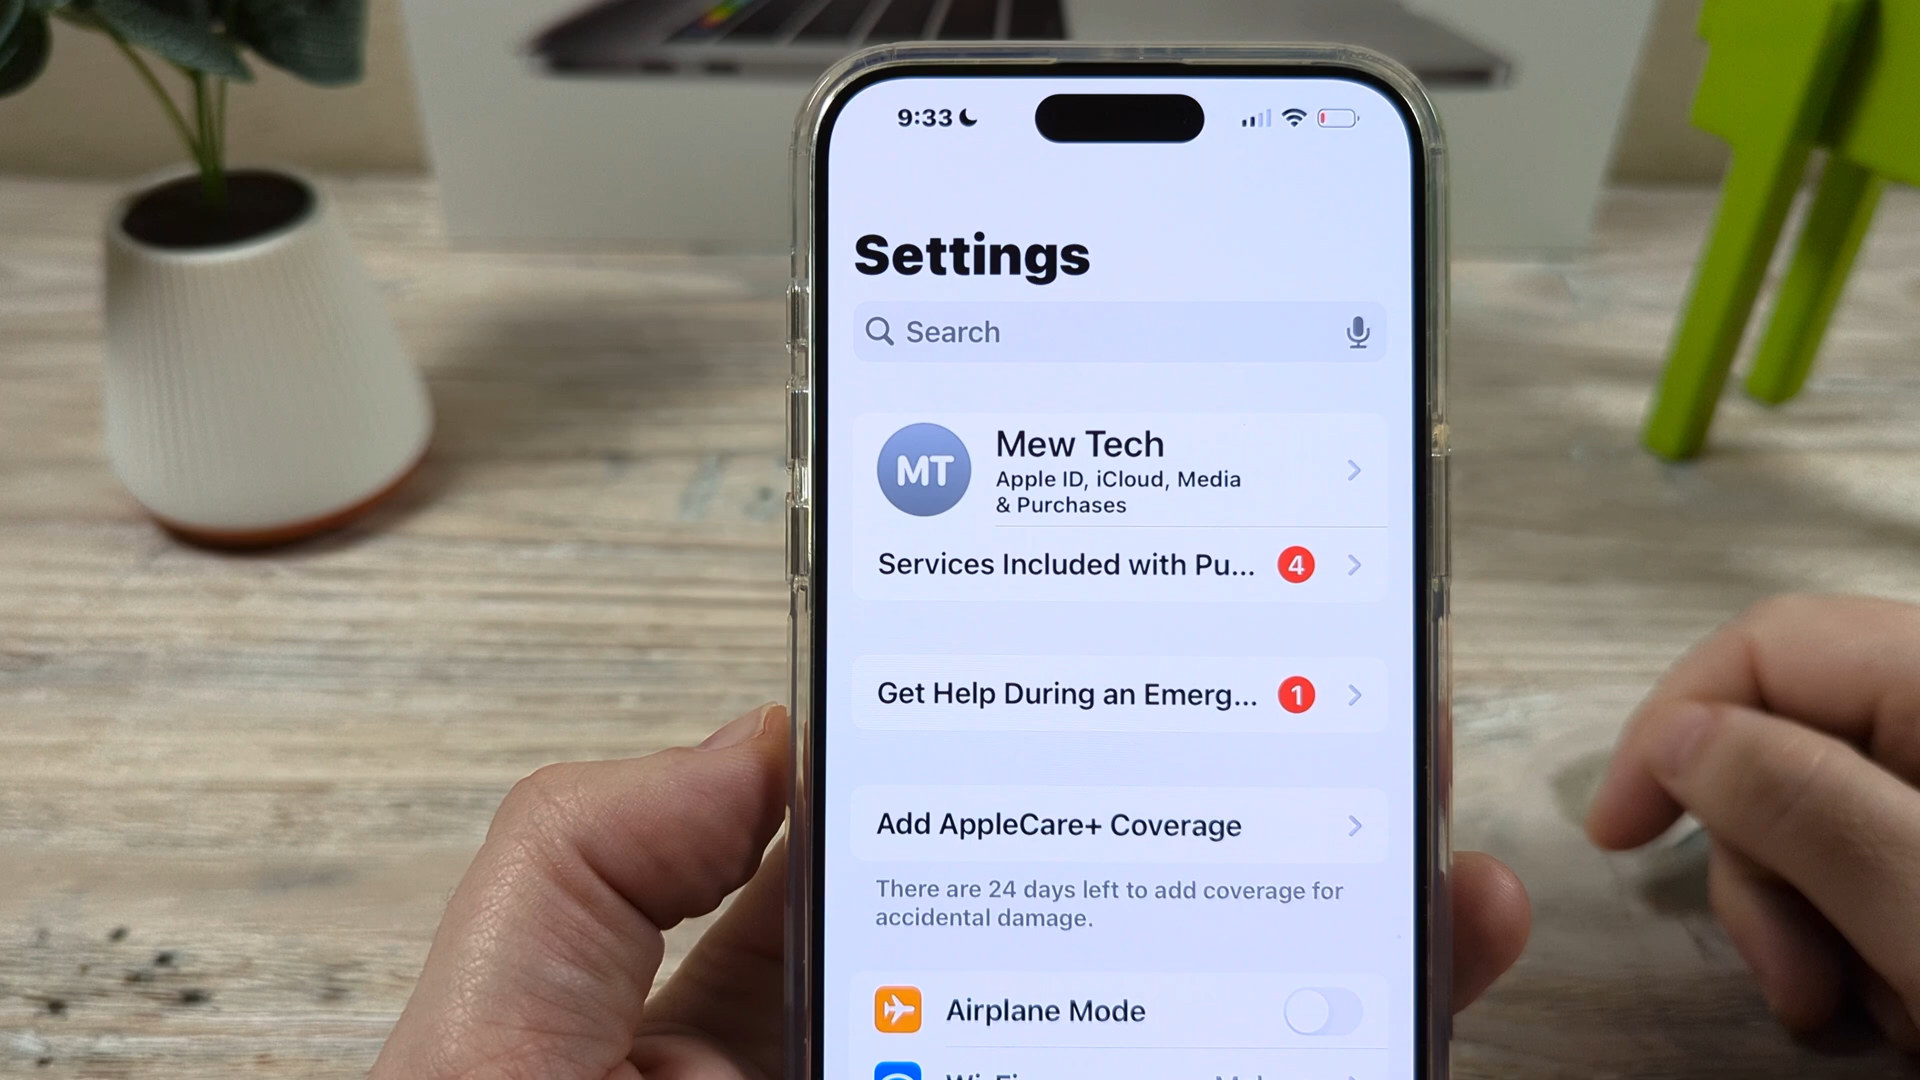 9:33
Settings
Search
MT
Mew Tech
Apple ID, iCloud, Media
& Purchases
Services Included with Pu... 4
Get Help During an Emerg... 1
Add AppleCare+ Coverage
There are 24 days left to add coverage for
accidental damage.
Airplane Mode